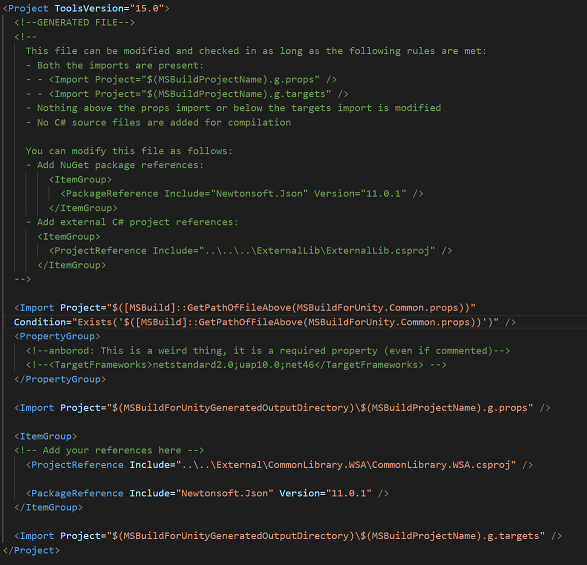 <Project ToolsVersion="15.0">
<!--GENERATED FILE-->
<!--
This file can be modified and checked in as long as the following rules are met:
- Both the imports are present:
- - <Import Project="$(MSBuildProjectName).g.props" />
- - <Import Project="$(MSBuildProjectName).g.targets" />
- Nothing above the props import or below the targets import is modified
- No C# source files are added for compilation
You can modify this file as follows:
- Add NuGet package references:
<ItemGroup>
<PackageReference Include="Newtonsoft.Json" Version="11.0.1" />
</ItemGroup>
- Add external C# project references:
<ItemGroup>
<ProjectReference Include="..\..\..\ExternalLib\ExternalLib.csproj" />
</ItemGroup>
-->
<Import Project="$([MSBuild]::GetPathOfFileAbove(MSBuildForUnity.Common.props))"
Condition="Exists('$([MSBuild]::GetPathOfFileAbove(MSBuildForUnity.Common.props))')" />
<PropertyGroup>
<!--anborod: This is a weird thing, it is a required property (even if commented)-->
<!--<TargetFrameworks>netstandard2.0;uap10.0;net46</TargetFrameworks> -->
</PropertyGroup>
<Import Project="$(MSBuildForUnityGeneratedOutputDirectory)\$(MSBuildProjectName).g.props" />
<ItemGroup>
<!-- Add your references here -->
<ProjectReference Include="..\..\External\CommonLibrary.WSA\CommonLibrary.WSA.csproj" />
<PackageReference Include="Newtonsoft.Json" Version="11.0.1" />
</ItemGroup>
<Import Project="$(MSBuildForUnityGeneratedOutputDirectory)\$(MSBuildProjectName).g.targets" />
</Project>